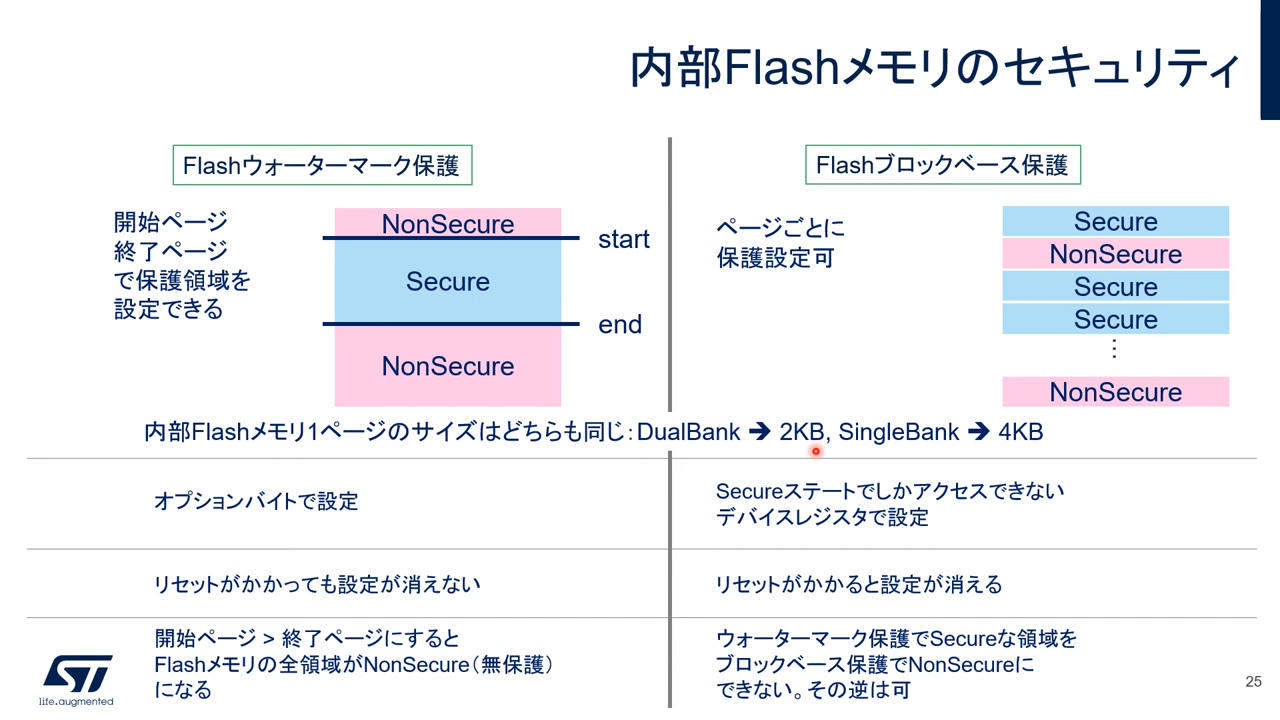 内部Flashメモリのセキュリティ
Flashウォーターマーク保護
開始ページ
終了ページ
で保護領域を
設定できる
NonSecure
start
Secure
end
NonSecure
Flashブロックベース保護
ページごとに
保護設定可
Secure
NonSecure
Secure
Secure
⋮
NonSecure
内部Flashメモリ1ページのサイズはどちらも同じ：DualBank ➔ 2KB, SingleBank ➔ 4KB
オプションバイトで設定
Secureステートでしかアクセスできない
デバイスレジスタで設定
リセットがかかっても設定が消えない
リセットがかかると設定が消える
開始ページ > 終了ページにすると
Flashメモリの全領域がNonSecure（無保護）
になる
ウォーターマーク保護でSecureな領域を
ブロックベース保護でNonSecureに
できない。その逆は可
ST
life.augmented
25